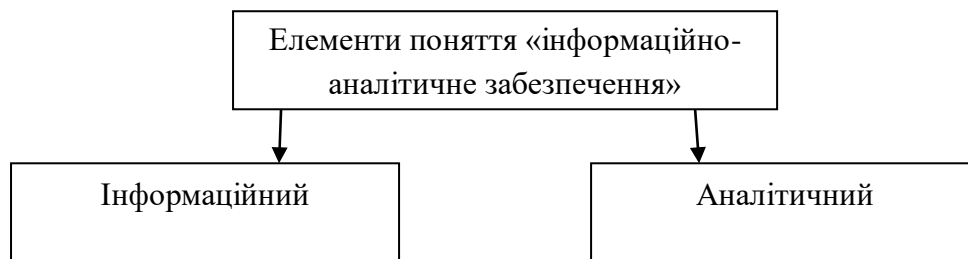 Елементи поняття «інформаційно-
аналітичне забезпечення»
Інформаційний
Аналітичний